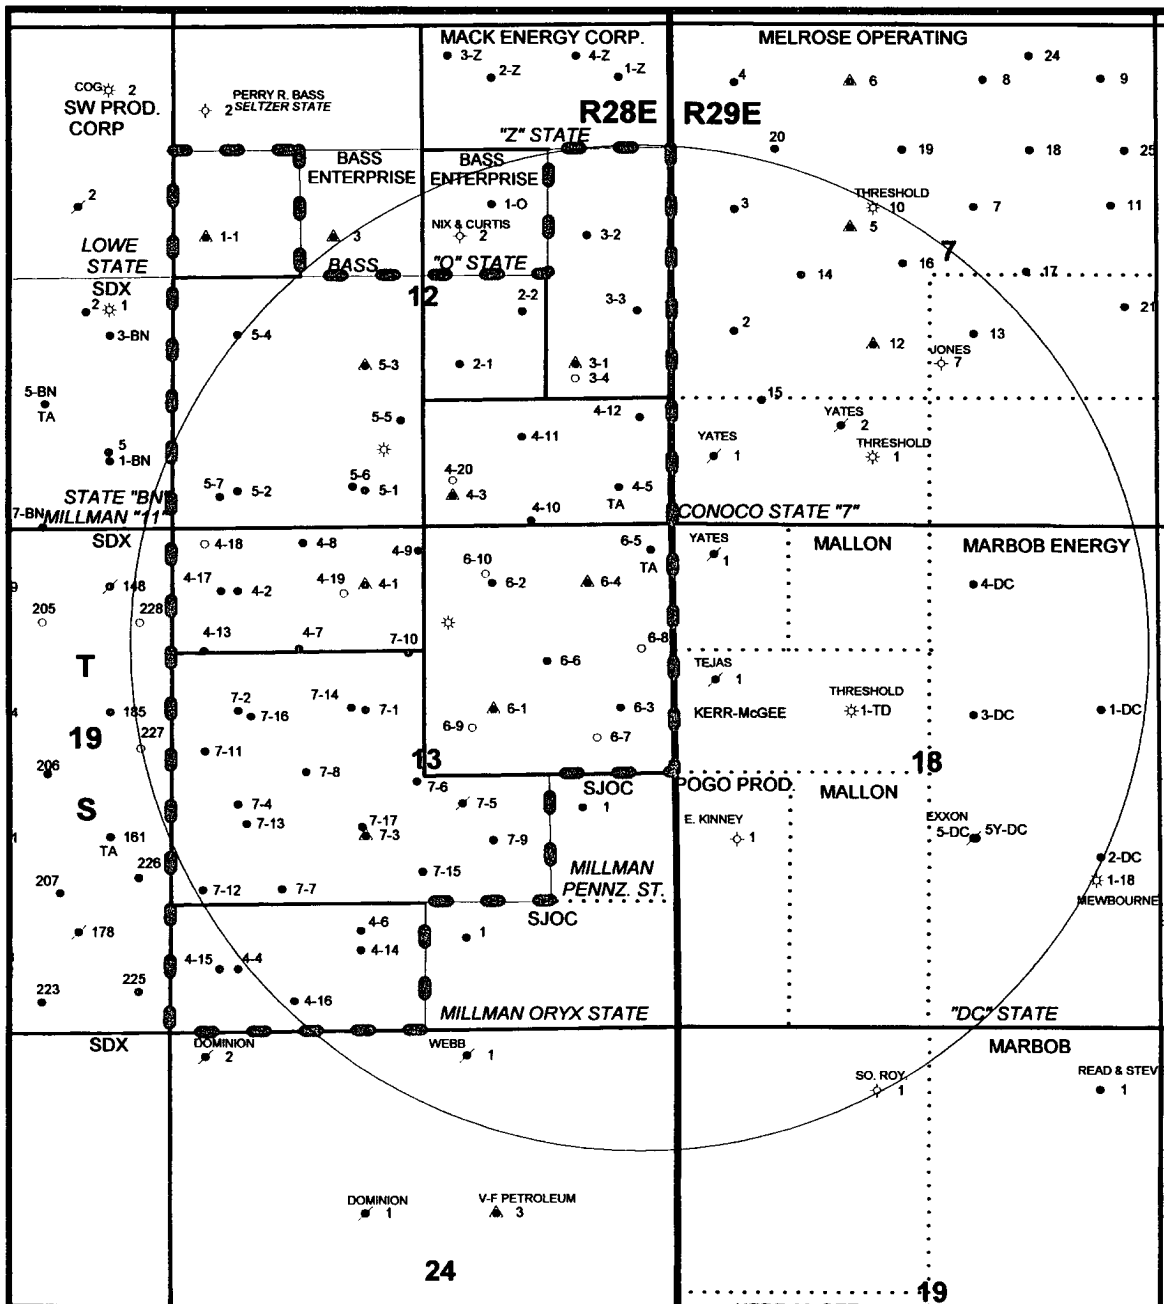 MACK ENERGY CORP.
MELROSE OPERATING
3-Z
4-Z
24
2-Z
1-Z
4
6
8
9
COG 2
SW PROD.
CORP
PERRY R. BASS
2 SELTZER STATE
R28E R29E
"Z" STATE
20
19
18
25
BASS
ENTERPRISE
BASS
ENTERPRISE
2
1-O
3
THRESHOLD
10
7
11
NIX & CURTIS
2
5
1-1
3
3-2
LOWE
STATE
BASS
"O" STATE
7
16
14
17
SDX
12
2 1
2-2
3-3
21
3-BN
5-4
2
13
12
5-3
2-1
3-1
3-4
JONES
7
5-BN
TA
5-5
4-12
15
YATES
2
4-11
YATES
1
THRESHOLD
1
5
1-BN
4-20
4-3
5-6
5-7
5-2
5-1
4-5
TA
STATE "BN"
7-BN
MILLMAN "11"
4-10
CONOCO STATE "7"
SDX
4-18
4-8
4-9
6-5
TA
YATES
1
MALLON
MARBOB ENERGY
6-10
9
148
4-17
4-2
4-19
4-1
6-2
6-4
4-DC
205
228
4-13
4-7
7-10
6-8
T
6-6
TEJAS
1
THRESHOLD
1-TD
7-14
7-2
7-16
7-1
6-1
6-3
KERR-McGEE
3-DC
1-DC
4
185
19
227
6-9
6-7
7-11
13
18
206
7-8
7-6
SJOC
POGO PROD.
MALLON
S
7-4
7-13
7-5
1
7-17
7-3
E. KINNEY
1
EXXON
5-DC
5Y-DC
1
161
TA
7-9
2-DC
226
7-15
MILLMAN
PENNZ. ST.
1-18
MEWBOURNE
207
7-12
7-7
SJOC
178
4-6
4-14
1
4-15
4-4
223
225
4-16
MILLMAN ORYX STATE
"DC" STATE
SDX
DOMINION
2
WEBB
1
MARBOB
SO. ROY.
1
READ & STEV
1
DOMINION
1
V-F PETROLEUM
3
24
19